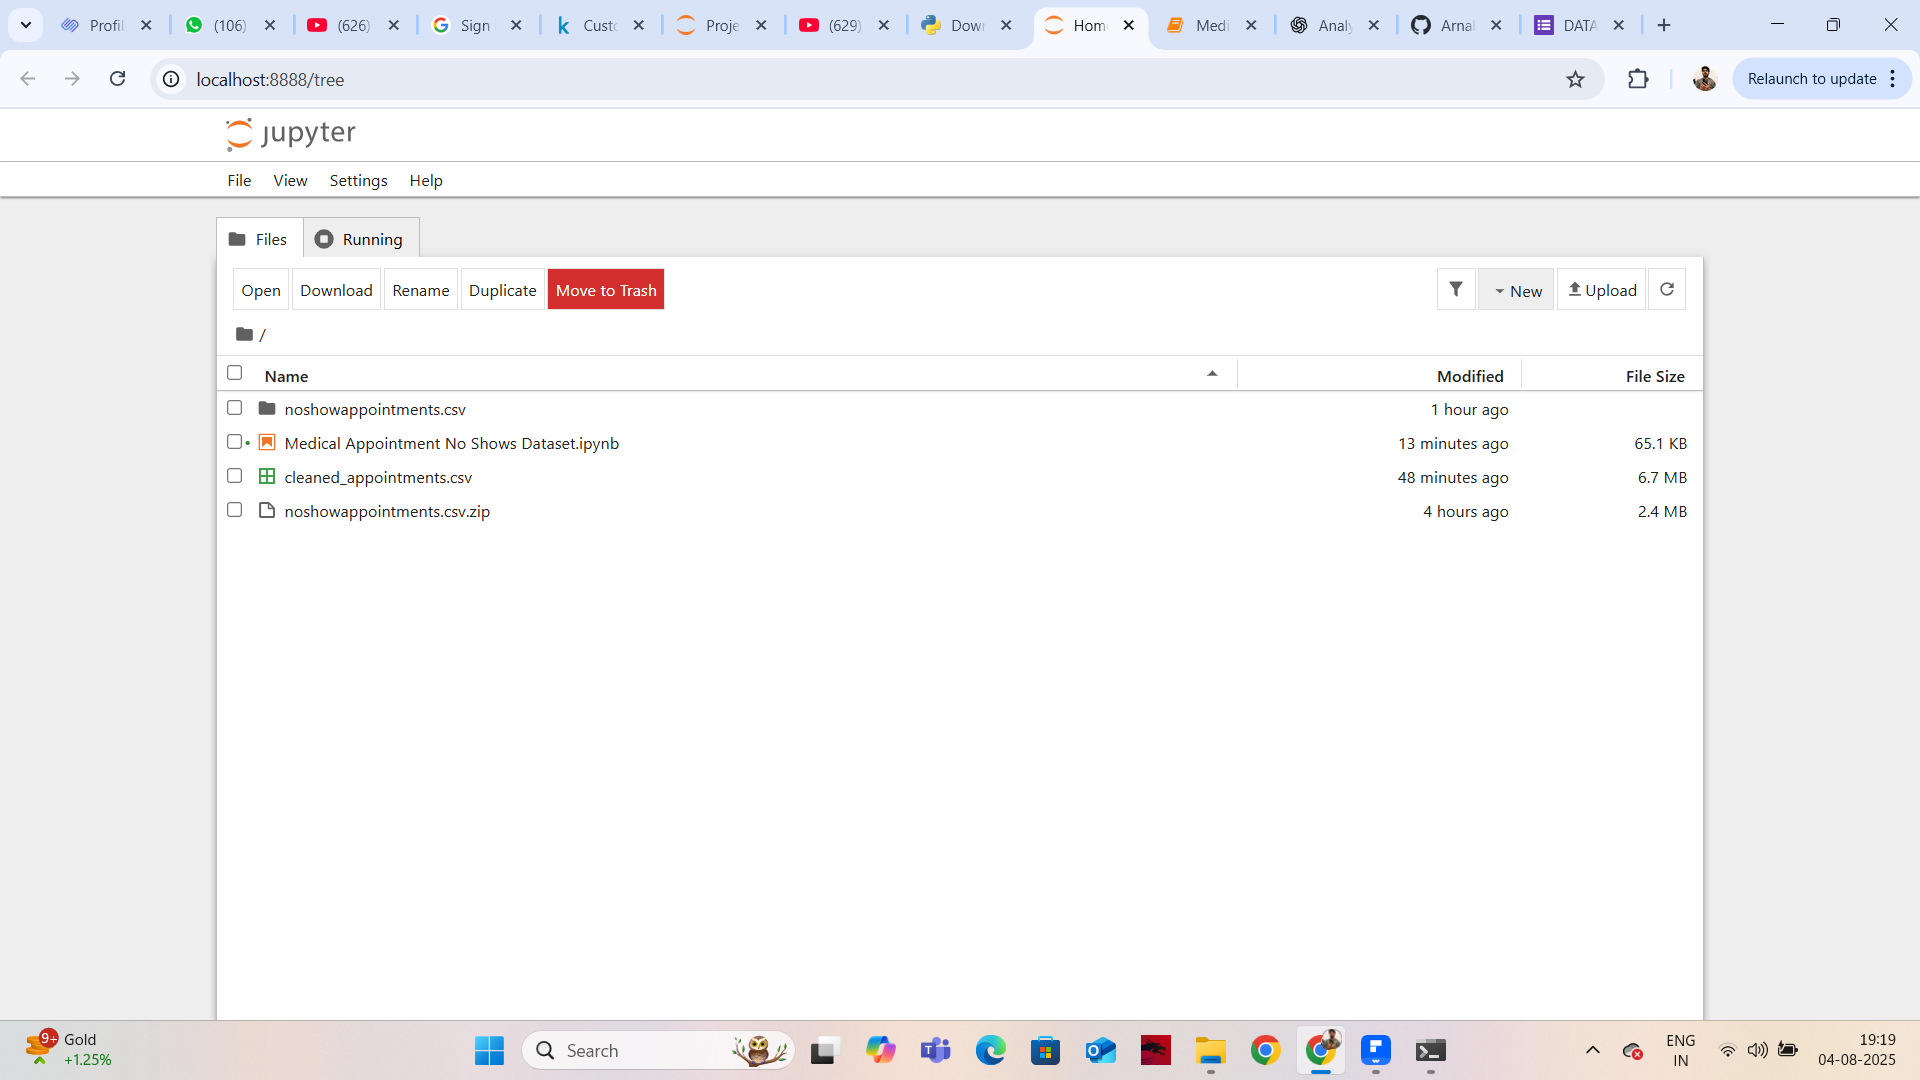 Profil (106) (626) Sign Custo Proje (629) Down Home Medi Analy Arnal DATA
localhost:8888/tree Relaunch to update
jupyter
File View Settings Help
Files Running
Open Download Rename Duplicate Move to Trash New Upload
/
Name Modified File Size
noshowappointments.csv 1 hour ago
Medical Appointment No Shows Dataset.ipynb 13 minutes ago 65.1 KB
cleaned_appointments.csv 48 minutes ago 6.7 MB
noshowappointments.csv.zip 4 hours ago 2.4 MB
9+ Gold
+1.25%
Search
ENG
IN
19:19
04-08-2025